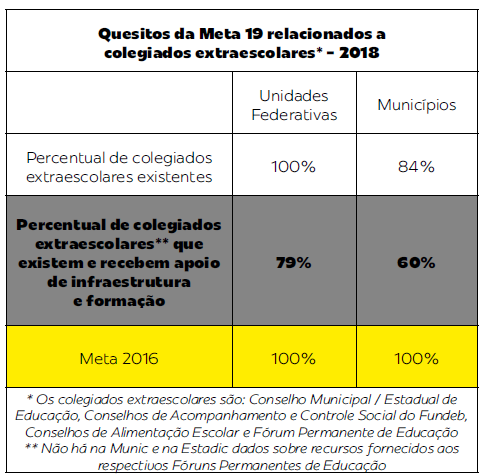 Quesitos da Meta 19 relacionados a
colegiados extraescolares* - 2018
Unidades
Federativas
Municípios
Percentual de colegiados
extraescolares existentes
100%
84%
Percentual de colegiados
extraescolares** que
existem e recebem apoio
de infraestrutura
e formação
79%
60%
Meta 2016
100%
100%
* Os colegiados extraescolares são: Conselho Municipal / Estadual de
Educação, Conselhos de Acompanhamento e Controle Social do Fundeb,
Conselhos de Alimentação Escolar e Fórum Permanente de Educação
** Não há na Munic e na Estadic dados sobre recursos fornecidos aos
respectivos Fóruns Permanentes de Educação